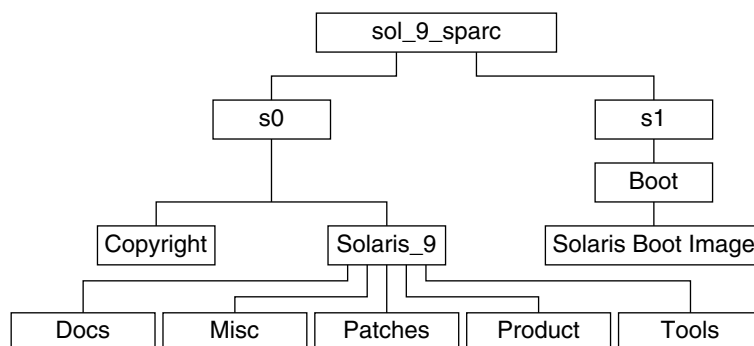 sol_9_sparc
s0
s1
Boot
Copyright
Solaris_9
Solaris Boot Image
Docs
Misc
Patches
Product
Tools